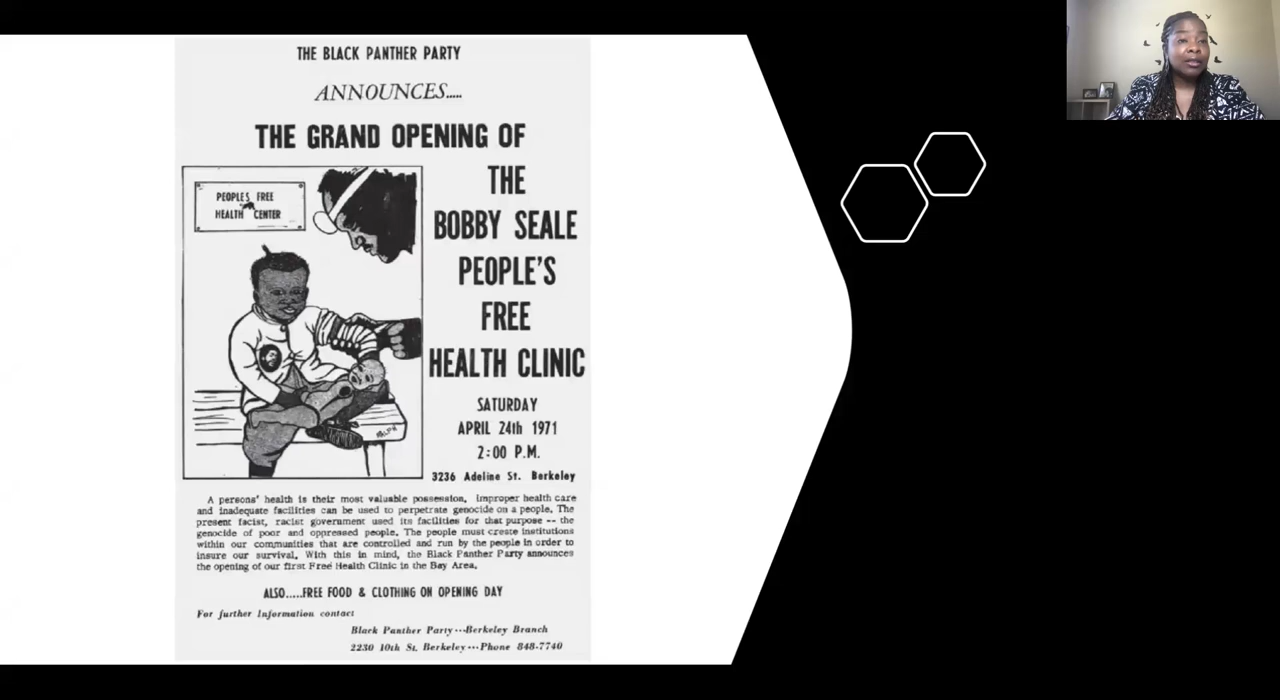 THE BLACK PANTHER PARTY
ANNOUNCES.....
THE GRAND OPENING OF
THE
BOBBY SEALE
PEOPLE'S
FREE
HEALTH CLINIC
PEOPLES FREE
HEALTH CENTER
SATURDAY
APRIL 24th 1971
2:00 P.M.
3236 Adeline St. Berkeley
A persons' health is their most valuable possession. Improper health care
and inadequate facilities can be used to perpetrate genocide on a people. The
present facist, racist government used its facilities for that purpose -- the
genocide of poor and oppressed people. The people must create institutions
within our communities that are controlled and run by the people in order to
insure our survival. With this in mind, the Black Panther Party announces
the opening of our first Free Health Clinic in the Bay Area.
ALSO.....FREE FOOD & CLOTHING ON OPENING DAY
For further Information contact
Black Panther Party---Berkeley Branch
2230 10th St. Berkeley---Phone 848-7740